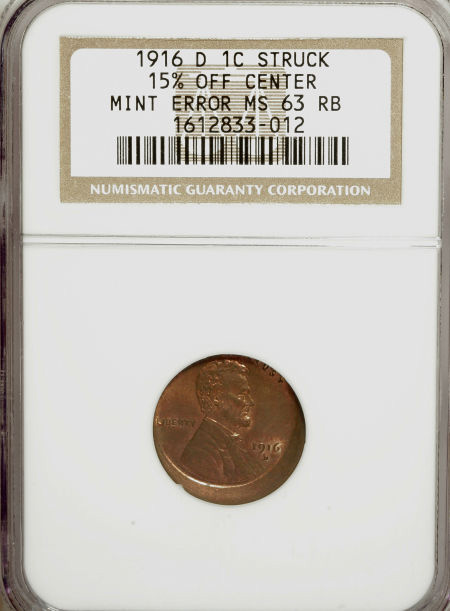 1916 D 1C STRUCK
15% OFF CENTER
MINT ERROR MS 63 RB
1612833-012
NUMISMATIC GUARANTY CORPORATION
LIBERTY
1916
D